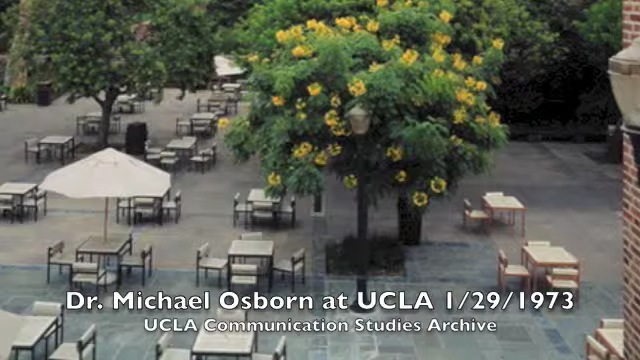 Dr. Michael Osborn at UCLA 1/29/1973
UCLA Communication Studies Archive